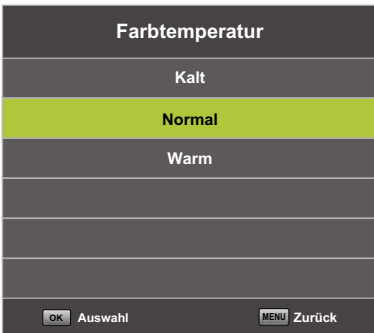 Farbtemperatur
Kalt
Normal
Warm
OK Auswahl MENU Zurück